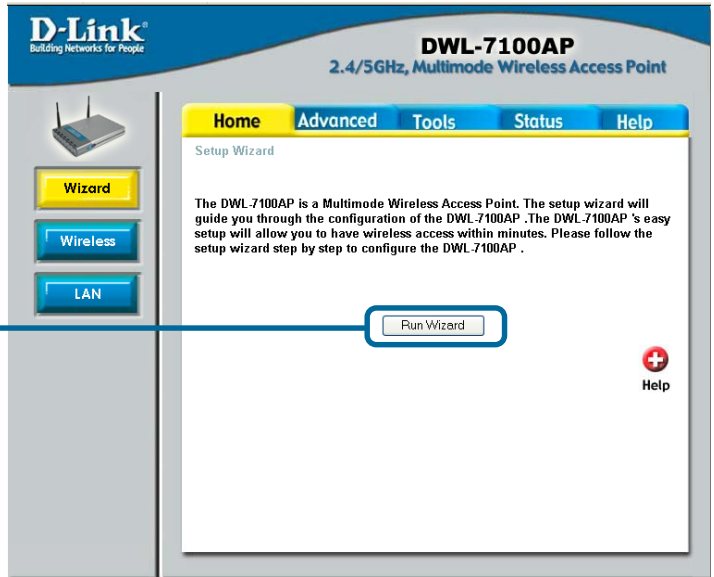 D-Link®
Building Networks for People
DWL-7100AP
2.4/5GHz, Multimode Wireless Access Point
Home Advanced Tools Status Help
Wizard
Wireless
LAN
Setup Wizard
The DWL-7100AP is a Multimode Wireless Access Point. The setup wizard will
guide you through the configuration of the DWL-7100AP .The DWL-7100AP 's easy
setup will allow you to have wireless access within minutes. Please follow the
setup wizard step by step to configure the DWL-7100AP .
Run Wizard
Help